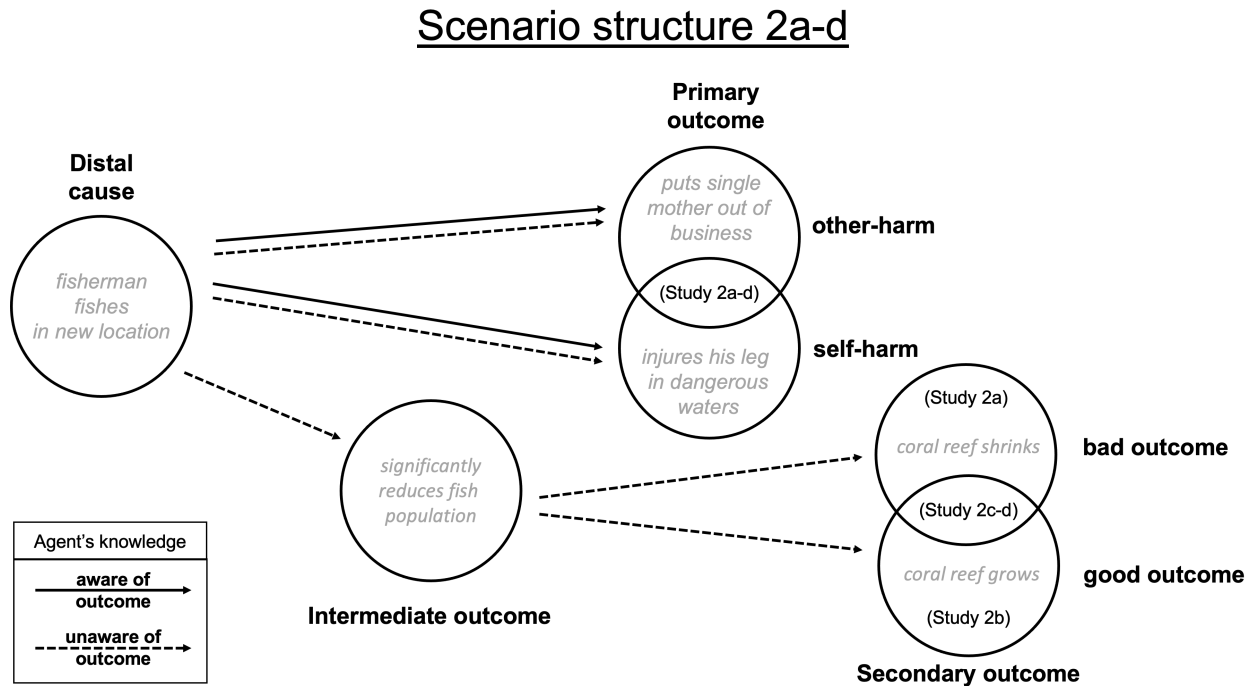 Scenario structure 2a-d
Primary
outcome
Distal
cause
puts single
mother out of
business
other-harm
fisherman
fishes
in new location
(Study 2a-d)
self-harm
injures his leg
in dangerous
waters
(Study 2a)
coral reef shrinks
bad outcome
significantly
reduces fish
population
(Study 2c-d)
coral reef grows
good outcome
(Study 2b)
Intermediate outcome
Secondary outcome
Agent's knowledge
aware of
outcome
unaware of
outcome